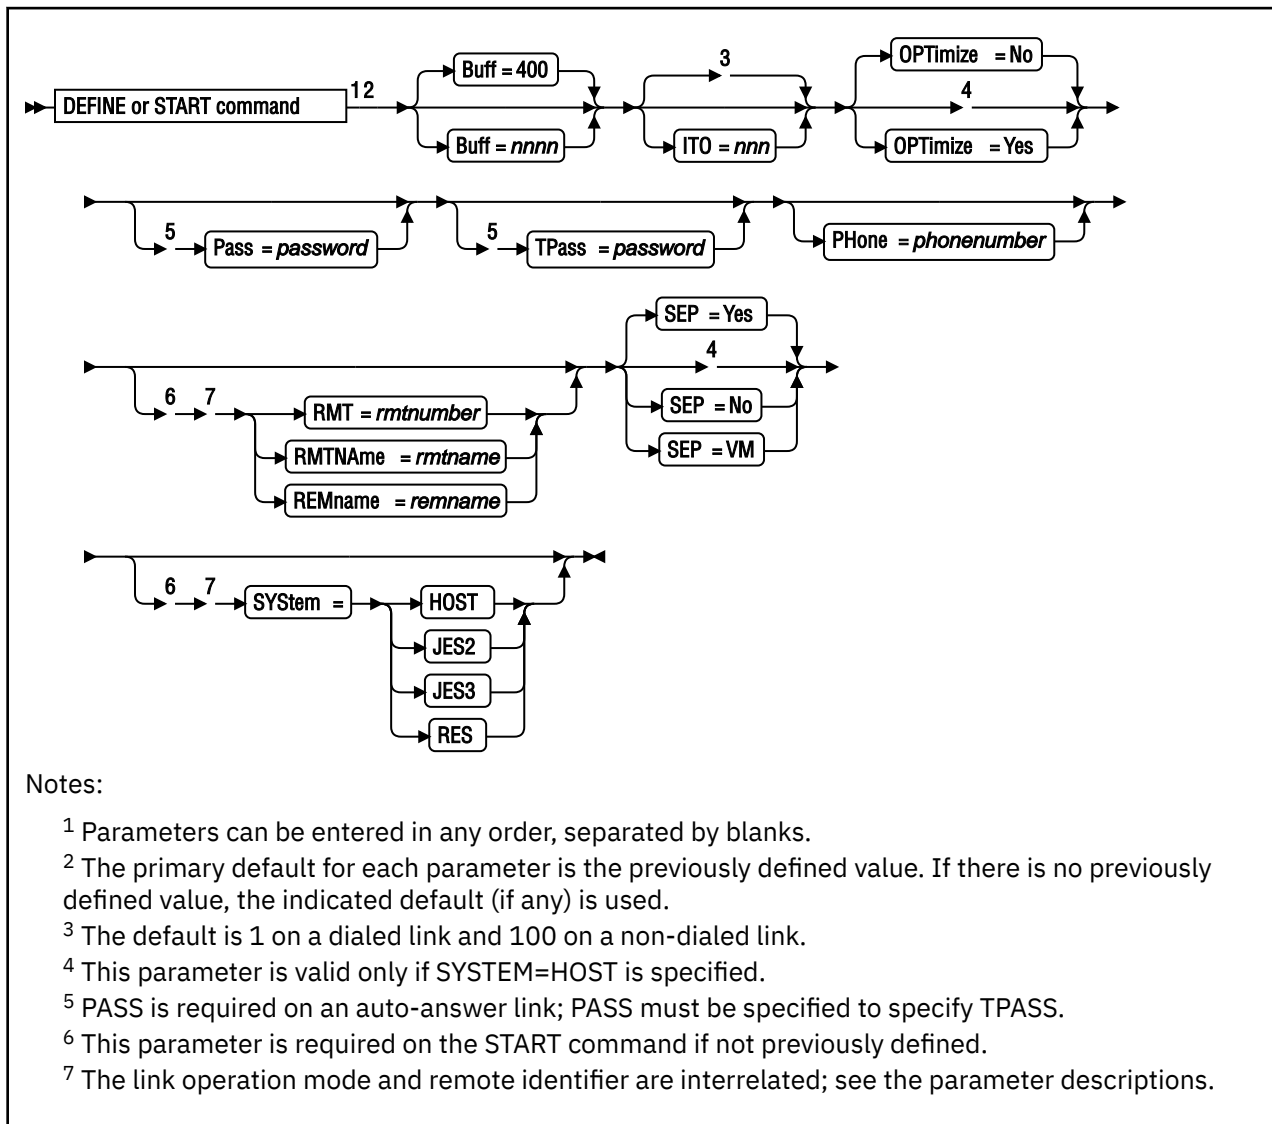 Buff = 400
3
OPTimize = No
DEFINE or START command 1 2
4
Buff = nnnn
ITO = nnn
OPTimize = Yes
5 Pass = password
5 TPass = password
PHone = phonenumber
SEP = Yes
4
6 7 RMT = rmtnumber
SEP = No
RMTNAme = rmtname
SEP = VM
REMname = remname
6 7 SYStem = HOST
JES2
JES3
RES
Notes:
1 Parameters can be entered in any order, separated by blanks.
2 The primary default for each parameter is the previously defined value. If there is no previously
defined value, the indicated default (if any) is used.
3 The default is 1 on a dialed link and 100 on a non-dialed link.
4 This parameter is valid only if SYSTEM=HOST is specified.
5 PASS is required on an auto-answer link; PASS must be specified to specify TPASS.
6 This parameter is required on the START command if not previously defined.
7 The link operation mode and remote identifier are interrelated; see the parameter descriptions.